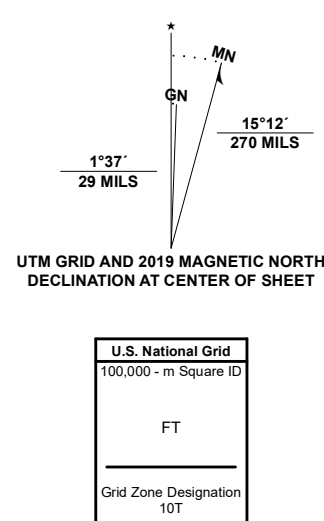 ★
MN
GN
15°12´
270 MILS
1°37´
29 MILS
UTM GRID AND 2019 MAGNETIC NORTH
DECLINATION AT CENTER OF SHEET
U.S. National Grid
100,000 - m Square ID
FT
Grid Zone Designation
10T